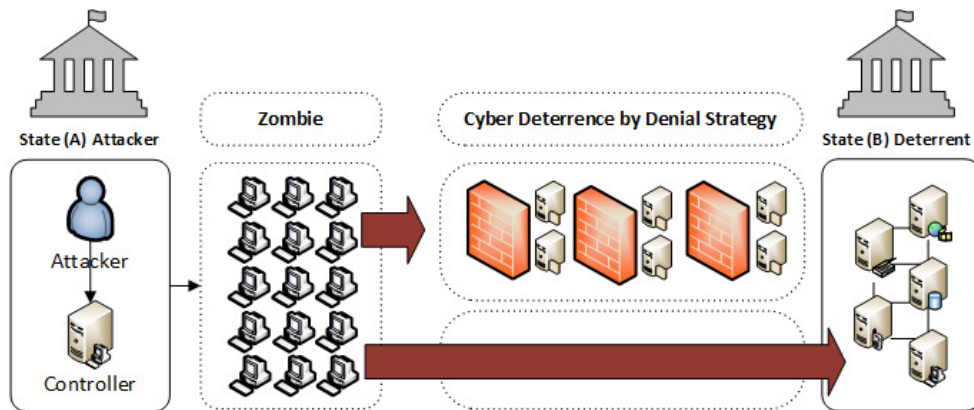 State (A) Attacker
Zombie
Cyber Deterrence by Denial Strategy
State (B) Deterrent
Attacker
Controller